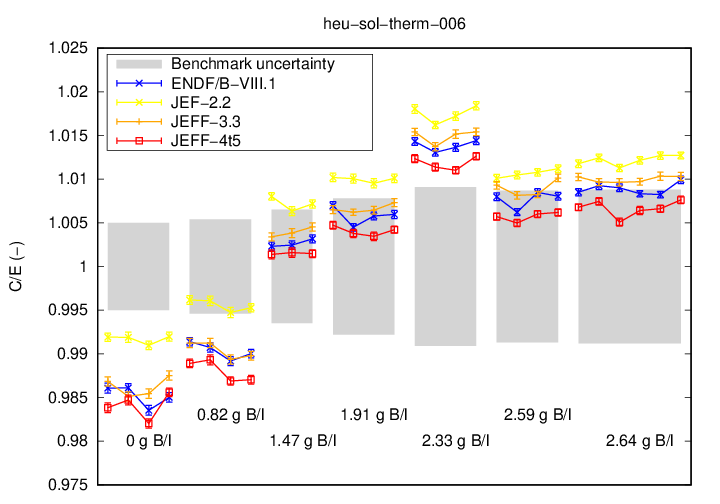 heu−sol−therm−006
1.025
1.02
1.015
1.01
1.005
1
0.995
0.99
0.985
0.98
0.975
C/E (−)
Benchmark uncertainty
ENDF/B−VIII.1
JEF−2.2
JEFF−3.3
JEFF−4t5
0.82 g B/l
1.91 g B/l
2.59 g B/l
0 g B/l
1.47 g B/l
2.33 g B/l
2.64 g B/l